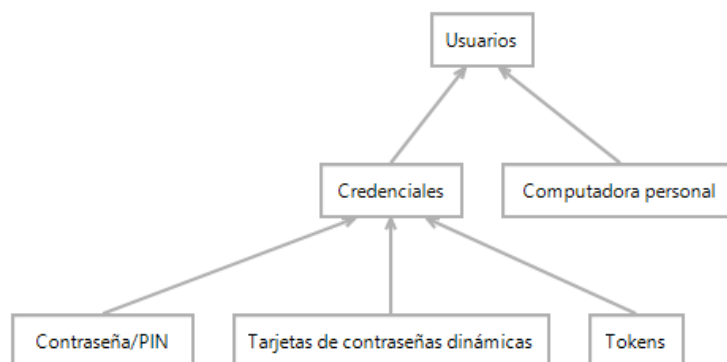 Usuarios
Credenciales
Computadora personal
Contraseña/PIN
Tarjetas de contraseñas dinámicas
Tokens